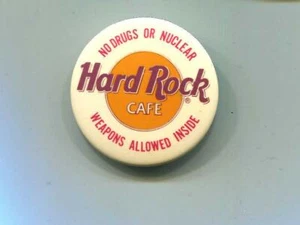 NO DRUGS OR NUCLEAR
Hard Rock
®
CAFE
WEAPONS ALLOWED INSIDE